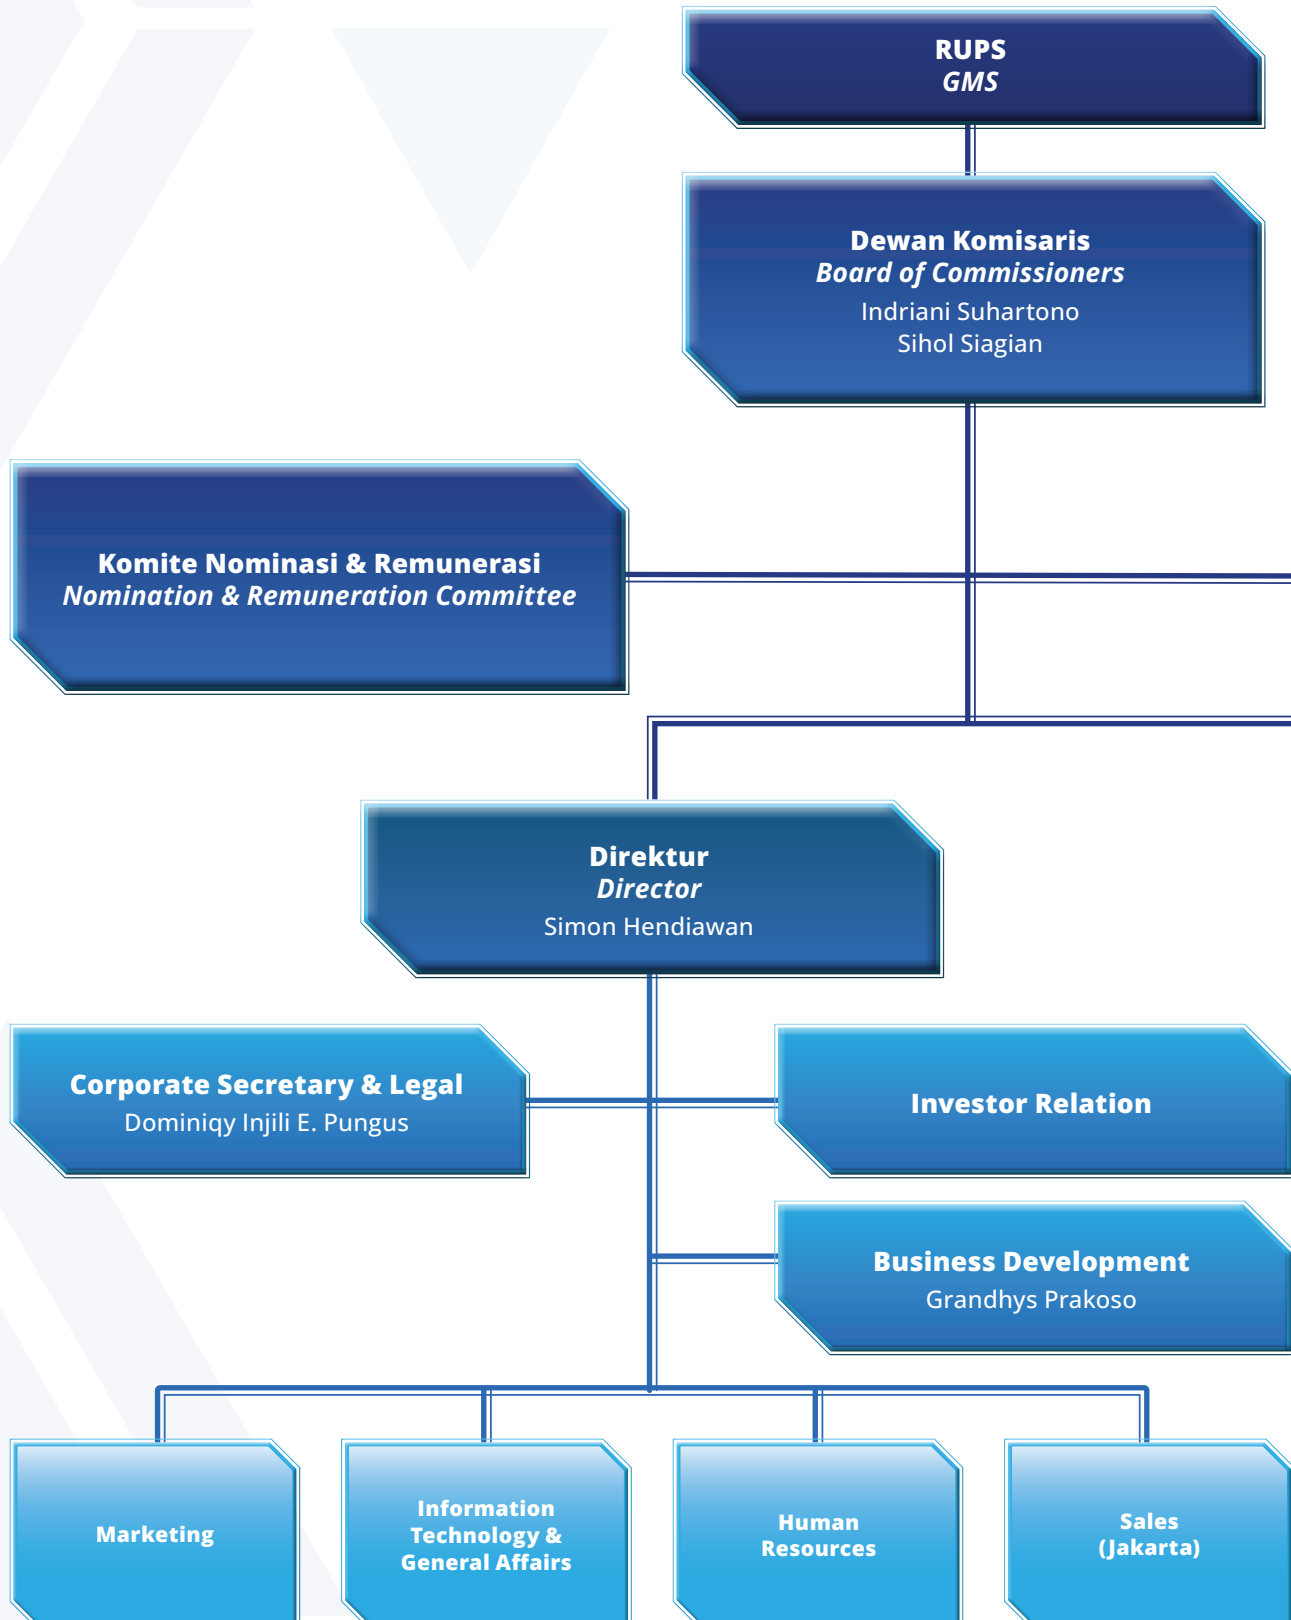 RUPS
GMS
Dewan Komisaris
Board of Commissioners
Indriani Suhartono
Sihol Siagian
Komite Nominasi & Remunerasi
Nomination & Remuneration Committee
Direktur
Director
Simon Hendiawan
Corporate Secretary & Legal
Dominiqy Injili E. Pungus
Investor Relation
Business Development
Grandhys Prakoso
Marketing
Information
Technology &
General Affairs
Human
Resources
Sales
(Jakarta)